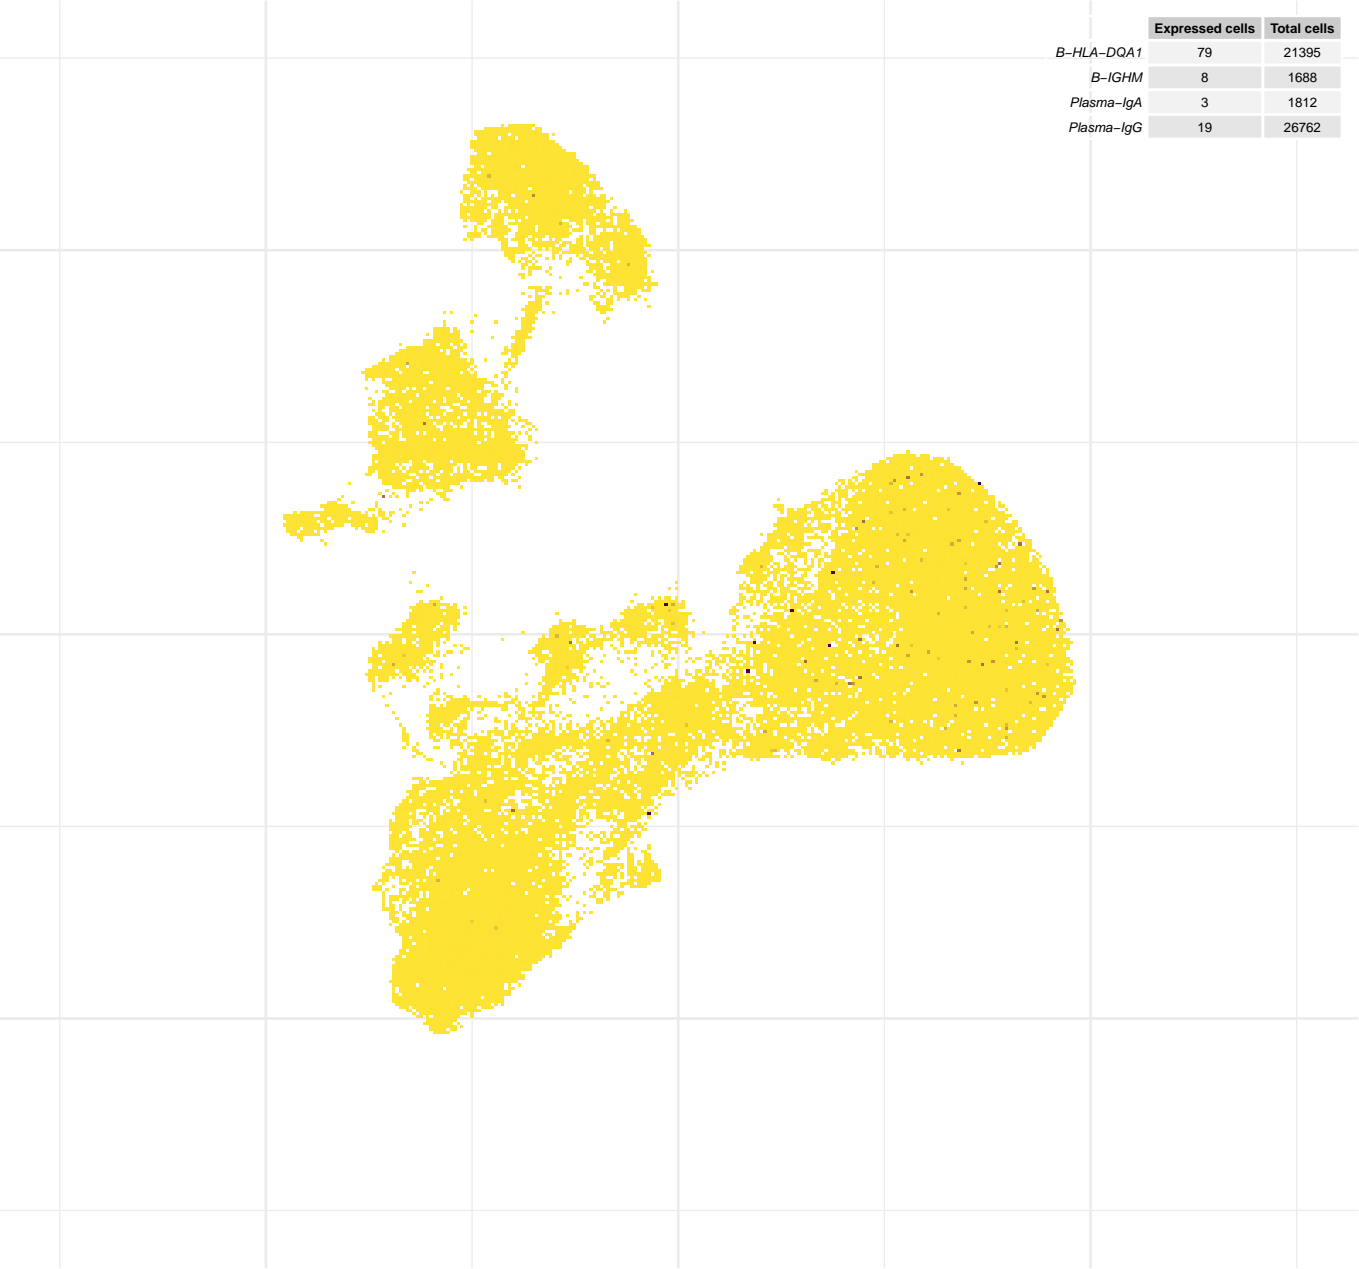 Expressed cells Total cells
B−HLA−DQA1 79 21395
B−IGHM 8 1688
Plasma−IgA 3 1812
Plasma−IgG 19 26762